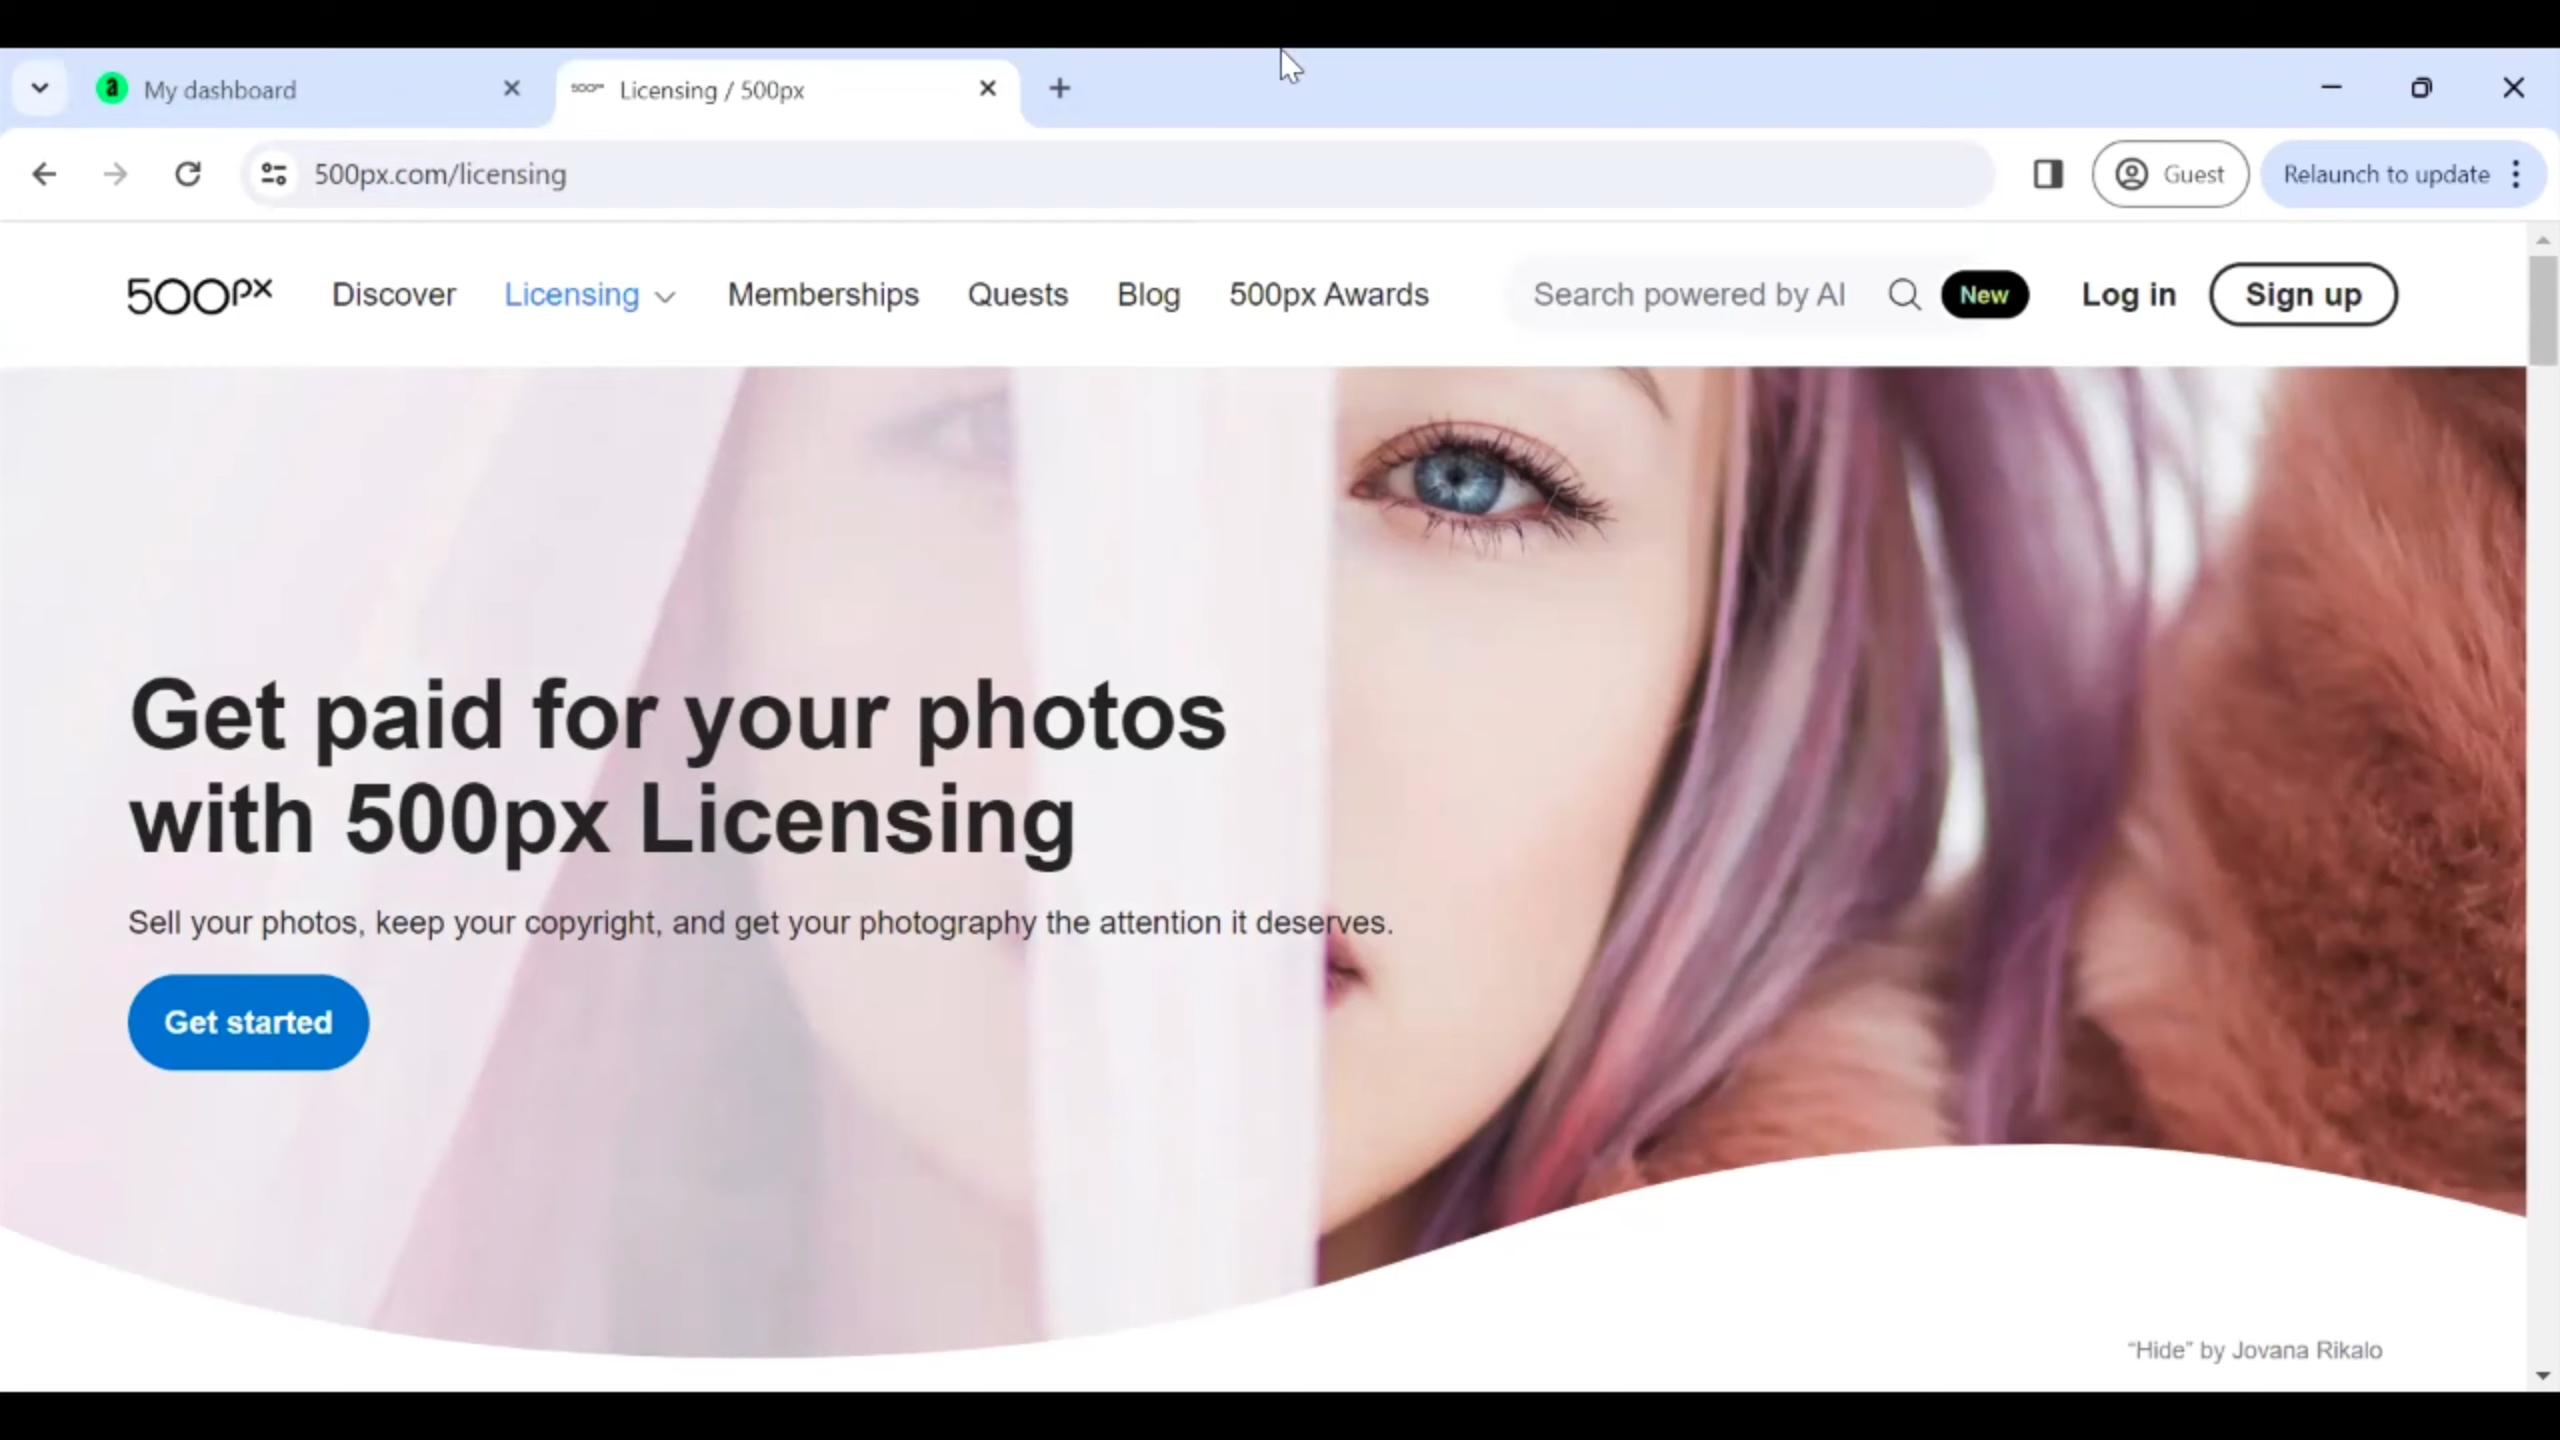 My dashboard
500px Licensing / 500px
500px.com/licensing
Guest
Relaunch to update
500px
Discover
Licensing
Memberships
Quests
Blog
500px Awards
Search powered by AI
New
Log in
Sign up
Get paid for your photos
with 500px Licensing
Sell your photos, keep your copyright, and get your photography the attention it deserves.
Get started
“Hide” by Jovana Rikalo